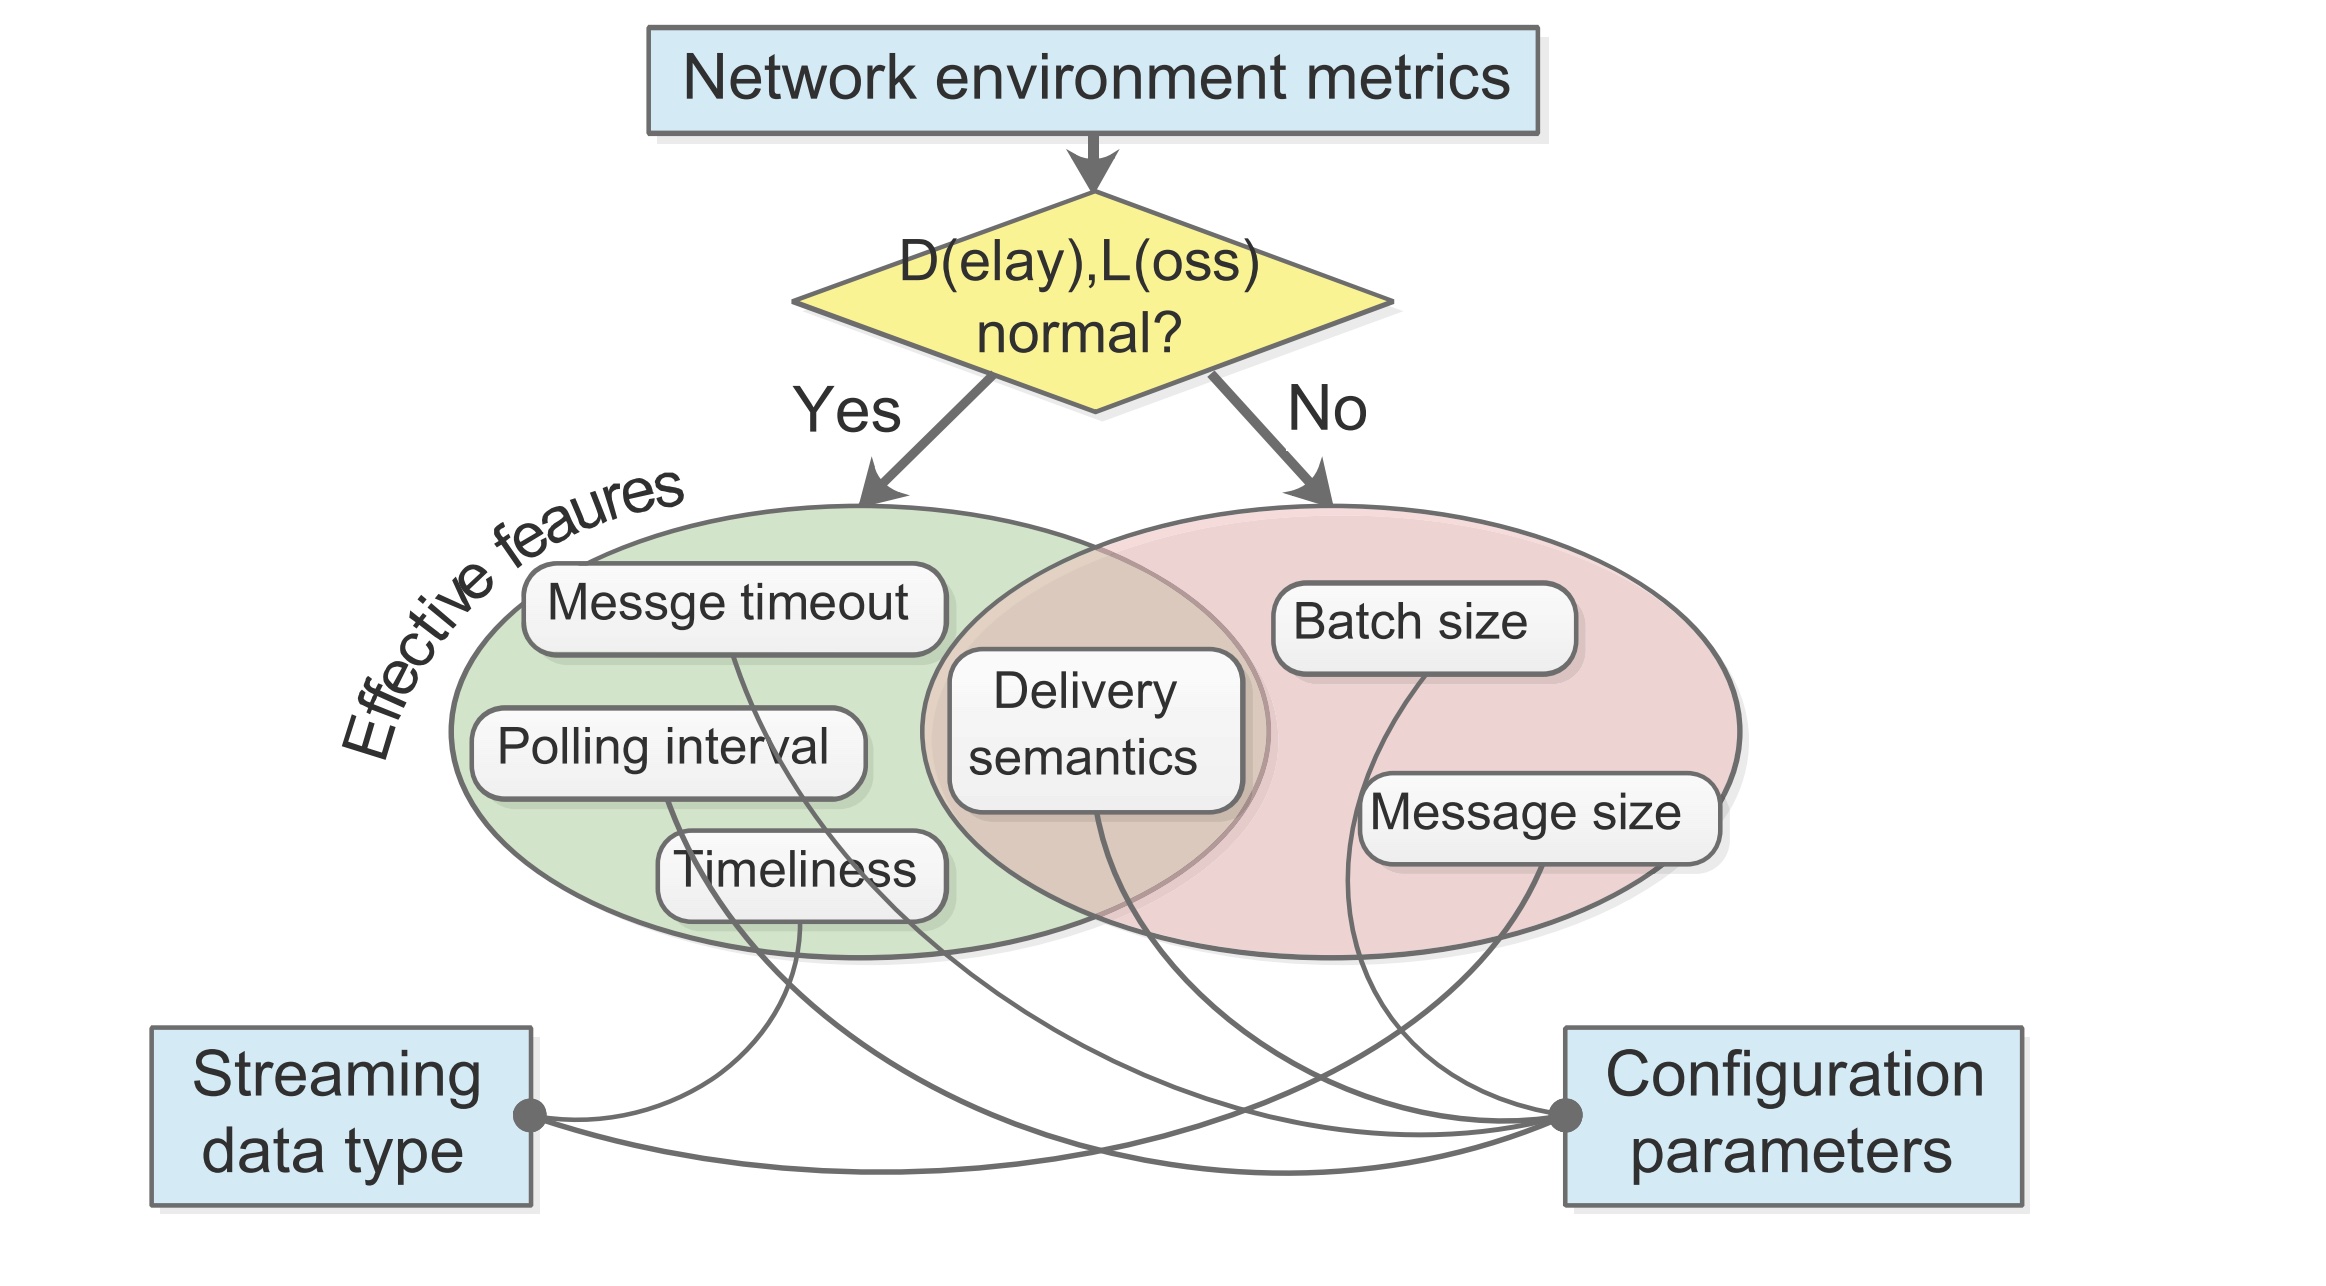 Network environment metrics
D(elay),L(oss)
normal?
Yes
No
Effective feaures
Messge timeout
Batch size
Delivery
semantics
Polling interval
Message size
Timeliness
Streaming
data type
Configuration
parameters